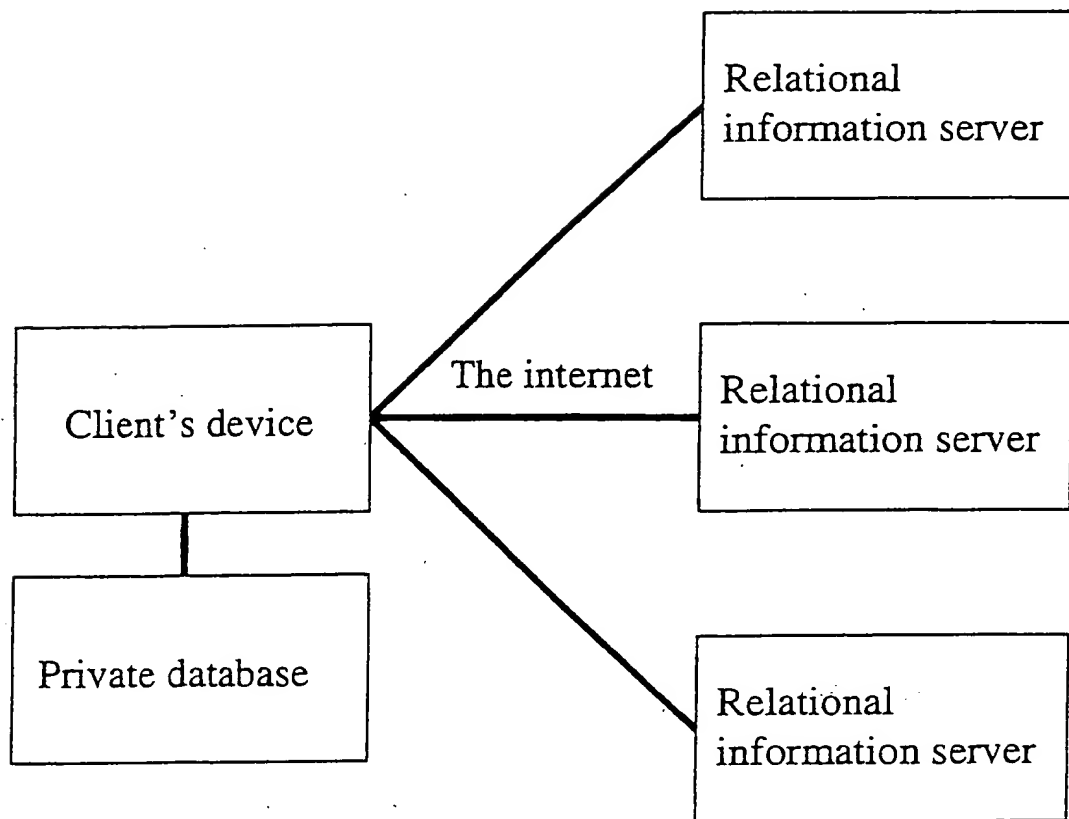 Relational
information server
The internet
Client's device
Relational
information server
Private database
Relational
information server